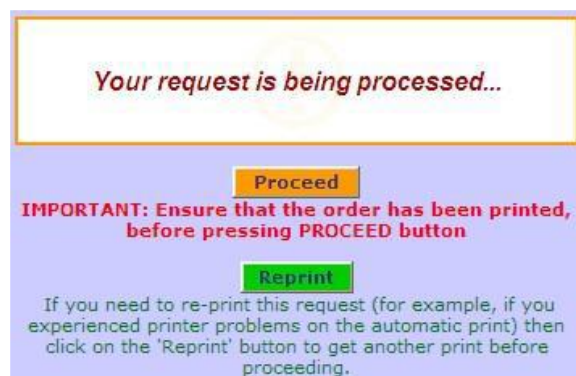 Your request is being processed...
Proceed
IMPORTANT: Ensure that the order has been printed,
before pressing PROCEED button
Reprint
If you need to re-print this request (for example, if you
experienced printer problems on the automatic print) then
click on the 'Reprint' button to get another print before
proceeding.